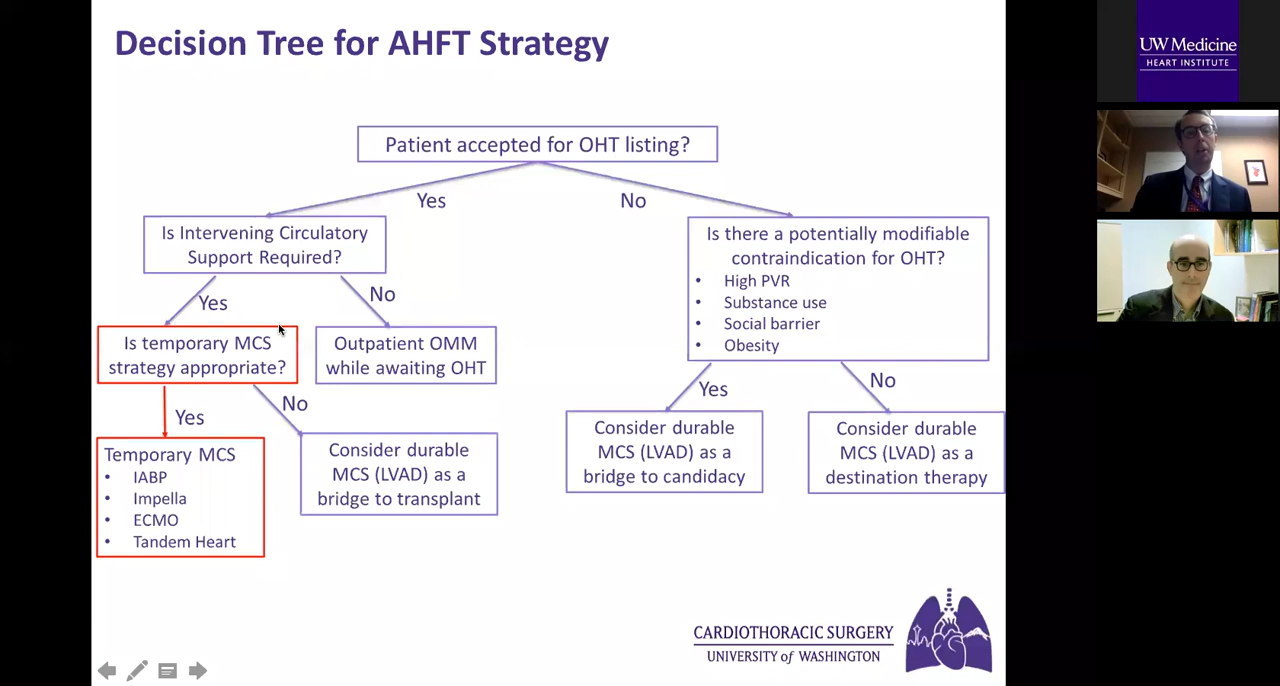 Decision Tree for AHFT Strategy
Patient accepted for OHT listing?
Yes
No
Is Intervening Circulatory
Support Required?
Yes
No
Is temporary MCS
strategy appropriate?
Outpatient OMM
while awaiting OHT
Yes
No
Temporary MCS
• IABP
• Impella
• ECMO
• Tandem Heart
Consider durable
MCS (LVAD) as a
bridge to transplant
Is there a potentially modifiable
contraindication for OHT?
• High PVR
• Substance use
• Social barrier
• Obesity
Yes
No
Consider durable
MCS (LVAD) as a
bridge to candidacy
Consider durable
MCS (LVAD) as a
destination therapy
CARDIOTHORACIC SURGERY
UNIVERSITY of WASHINGTON
UW Medicine
HEART INSTITUTE